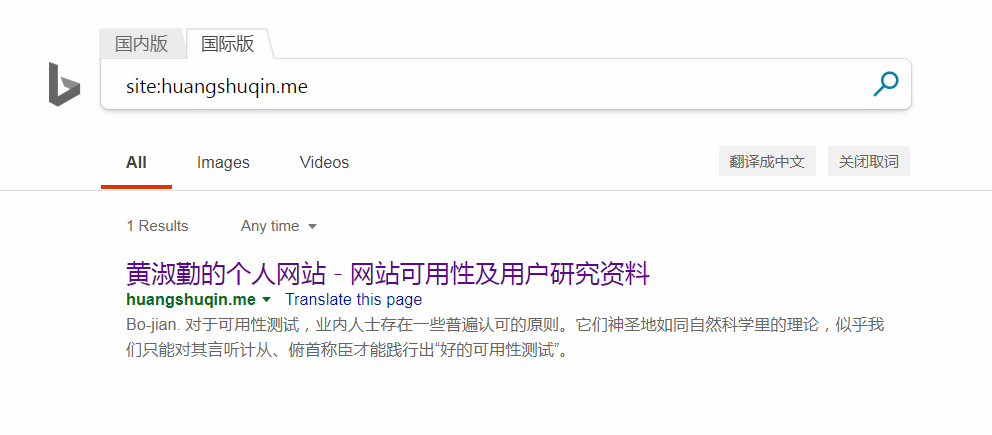 国内版 国际版
site:huangshuqin.me
All Images Videos 翻译成中文 关闭取词
1 Results Any time
黄淑勤的个人网站 - 网站可用性及用户研究资料
huangshuqin.me Translate this page
Bo-jian. 对于可用性测试，业内人士存在一些普遍认可的原则。它们神圣地如同自然科学里的理论，似乎我
们只能对其言听计从、俯首称臣才能践行出“好的可用性测试”。